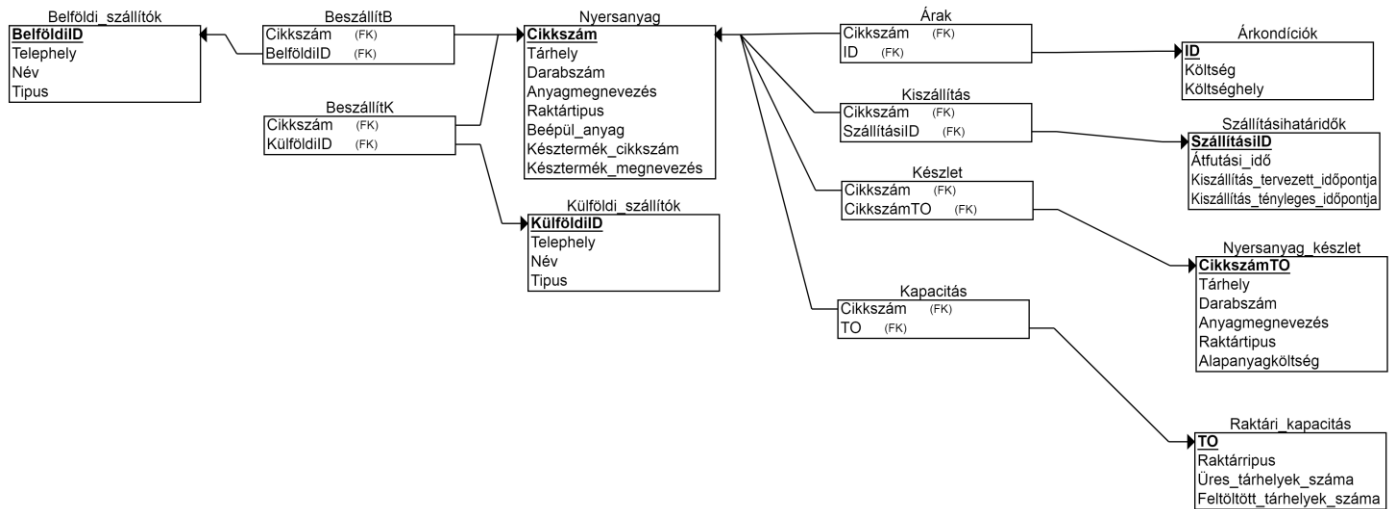 Belföldi_szállítók
BelföldiID
Telephely
Név
Tipus
BeszállítB
Cikkszám (FK)
BelföldiID (FK)
BeszállítK
Cikkszám (FK)
KülföldiID (FK)
Nyersanyag
Cikkszám
Tárhely
Darabszám
Anyagmegnevezés
Raktártipus
Beépül_anyag
Késztermék_cikkszám
Késztermék_megnevezés
Külföldi_szállítók
KülföldiID
Telephely
Név
Tipus
Árak
Cikkszám (FK)
ID (FK)
Kiszállítás
Cikkszám (FK)
SzállításiID (FK)
Készlet
Cikkszám (FK)
CikkszámTO (FK)
Kapacitás
Cikkszám (FK)
TO (FK)
Árkondíciók
ID
Költség
Költséghely
Szállításihatáridők
SzállításiID
Átfutási_idő
Kiszállítás_tervezett_időpontja
Kiszállítás_tényleges_időpontja
Nyersanyag_készlet
CikkszámTO
Tárhely
Darabszám
Anyagmegnevezés
Raktártipus
Alapanyagköltség
Raktári_kapacitás
TO
Raktárripus
Üres_tárhelyek_száma
Feltöltött_tárhelyek_száma